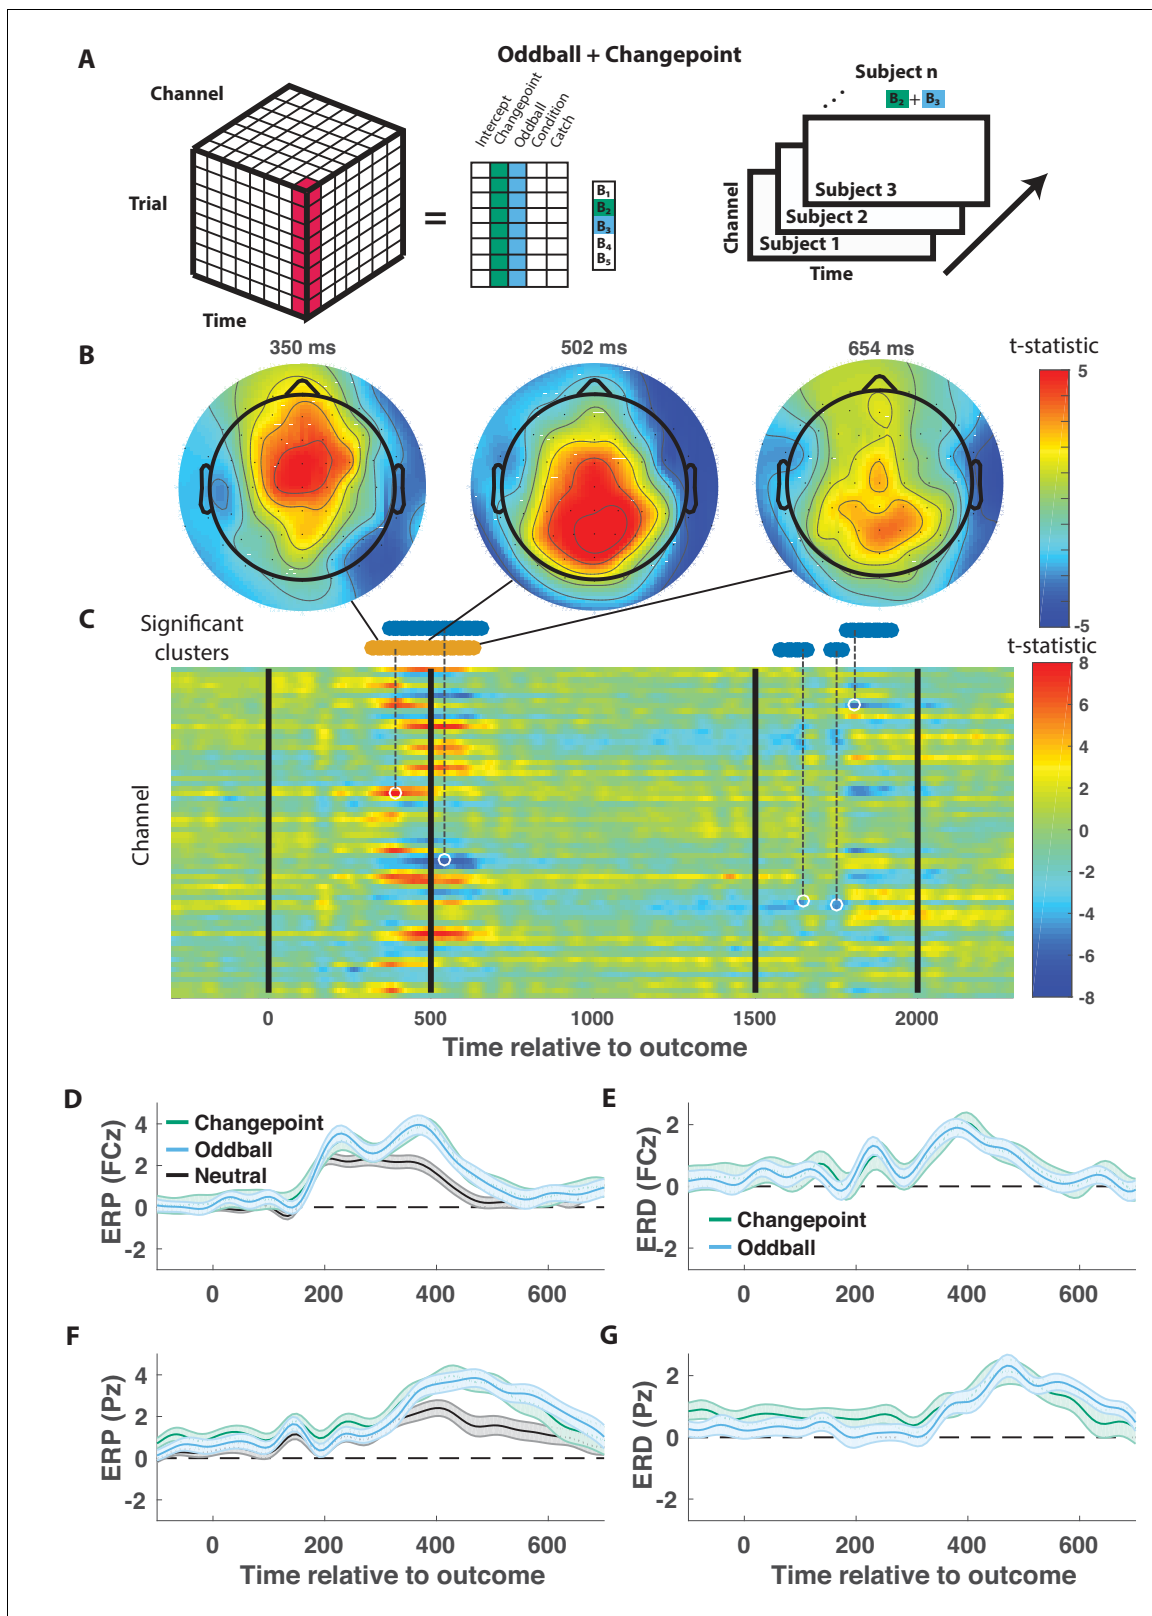 A
Oddball + Changepoint
Channel
Trial
Time
=
Intercept
Changepoint
Oddball
Condition
Catch
B1
B2
B3
B4
B5
Subject n
B2 + B3
Subject 3
Subject 2
Subject 1
Channel
Time
B
350 ms
502 ms
654 ms
t-statistic
5
-5
C
Significant
clusters
t-statistic
8
6
4
2
0
-2
-4
-6
-8
Channel
0 500 1000 1500 2000
Time relative to outcome
D
ERP (FCz)
4
2
0
-2
Changepoint
Oddball
Neutral
0 200 400 600
E
ERD (FCz)
2
0
-2
Changepoint
Oddball
0 200 400 600
F
ERP (Pz)
4
2
0
-2
0 200 400 600
Time relative to outcome
G
ERD (Pz)
2
0
-2
0 200 400 600
Time relative to outcome